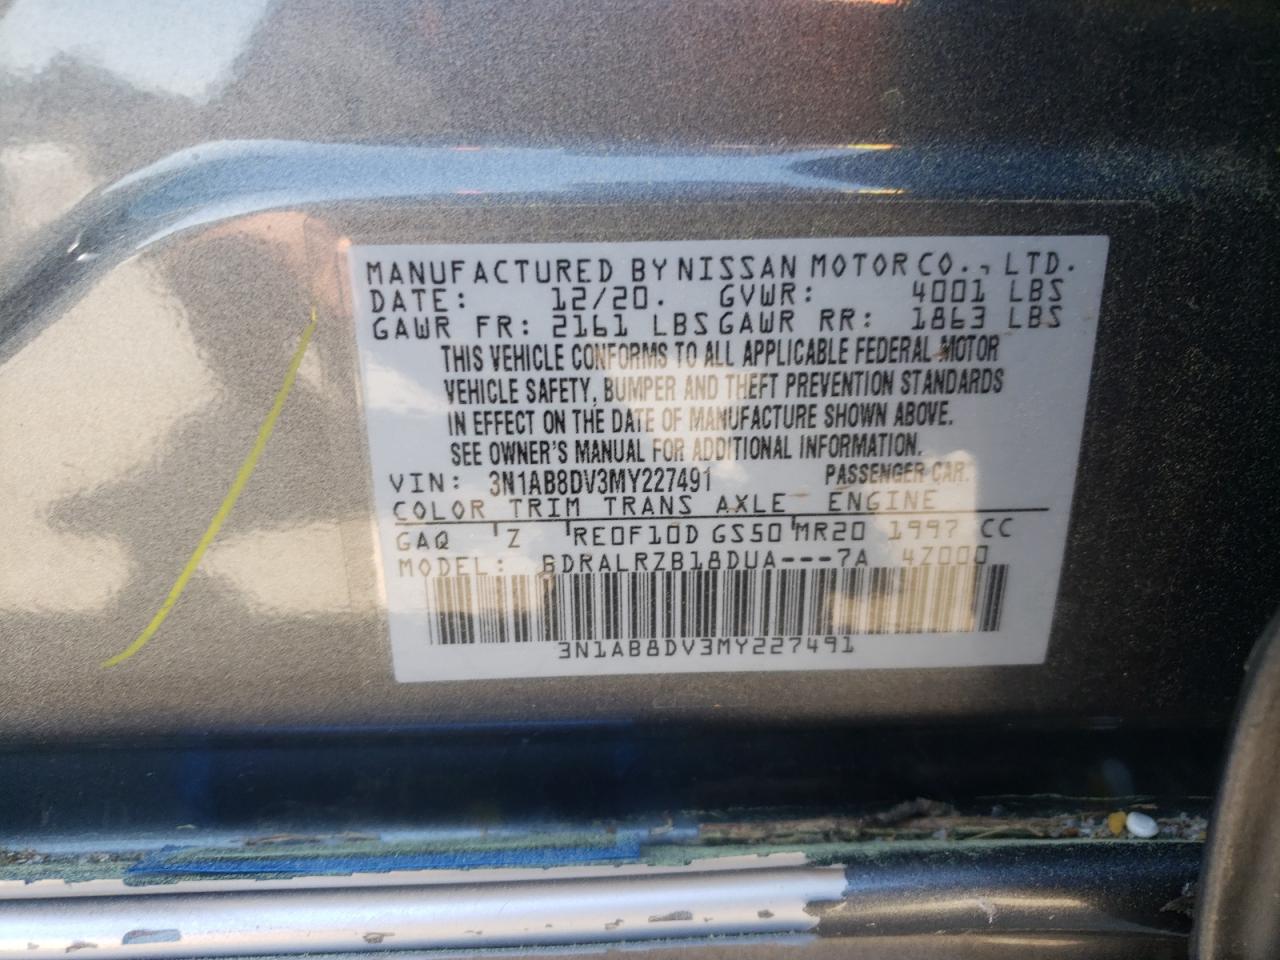 MANUFACTURED BY NISSAN MOTOR CO., LTD.
DATE: 12/20. GVWR: 4001 LBS
GAWR FR: 2161 LBS GAWR RR: 1863 LBS
THIS VEHICLE CONFORMS TO ALL APPLICABLE FEDERAL MOTOR
VEHICLE SAFETY, BUMPER AND THEFT PREVENTION STANDARDS
IN EFFECT ON THE DATE OF MANUFACTURE SHOWN ABOVE.
SEE OWNER'S MANUAL FOR ADDITIONAL INFORMATION.
VIN: 3N1AB8DV3MY227491 PASSENGER CAR.
COLOR TRIM TRANS AXLE ENGINE
GAQ Z RE0F10D GS50 MR20 1997 CC
MODEL: BDRALRZB18DUA---7A 4Z000
3N1AB8DV3MY227491